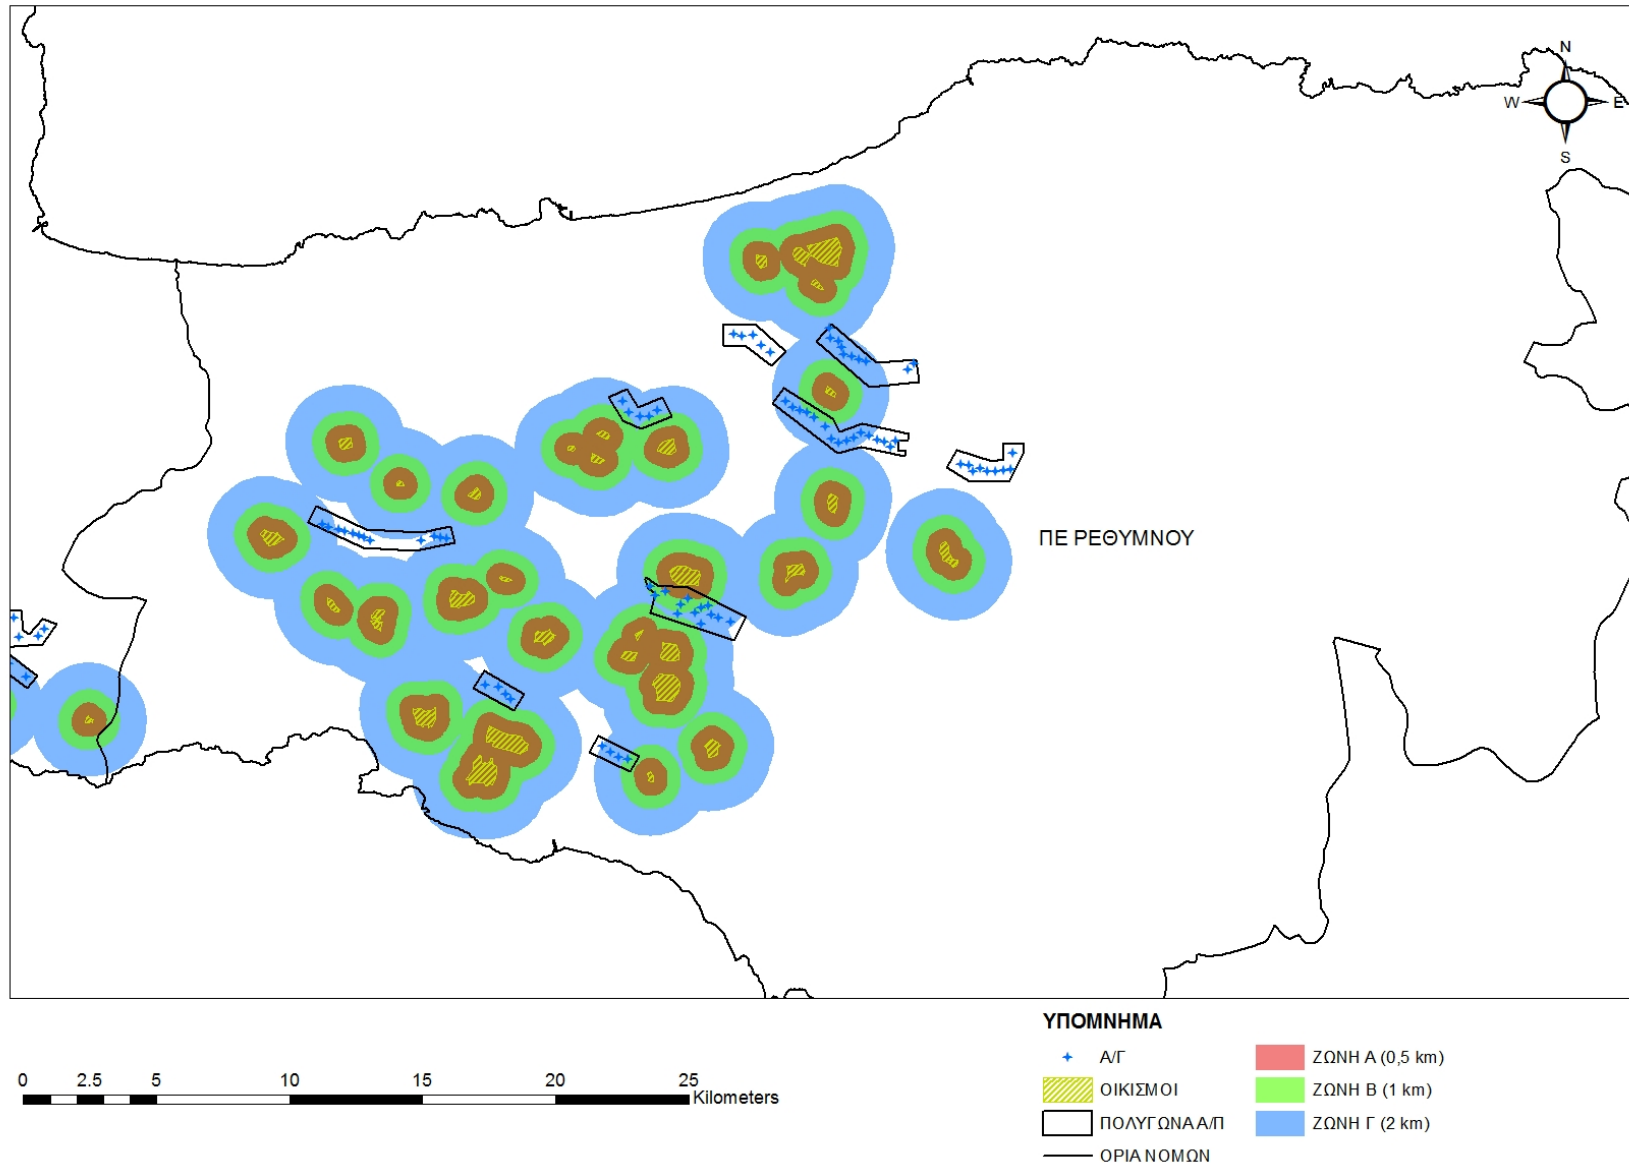 N
W E
S
ΠΕ ΡΕΘΥΜΝΟΥ
ΥΠΟΜΝΗΜΑ
Α/Γ
ΟΙΚΙΣΜΟΙ
ΠΟΛΥΓΩΝΑ Α/Π
ΟΡΙΑ ΝΟΜΩΝ
ΖΩΝΗ Α (0,5 km)
ΖΩΝΗ Β (1 km)
ΖΩΝΗ Γ (2 km)
0 2.5 5 10 15 20 25
Kilometers